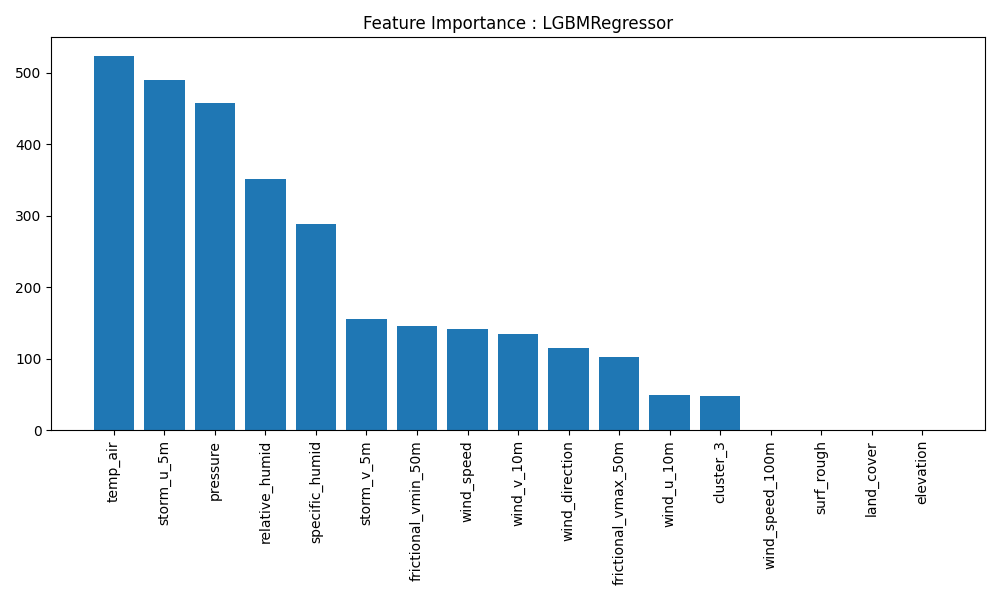 Feature Importance : LGBMRegressor
500
400
300
200
100
0
temp_air
storm_u_5m
pressure
relative_humid
specific_humid
storm_v_5m
frictional_vmin_50m
wind_speed
wind_v_10m
wind_direction
frictional_vmax_50m
wind_u_10m
cluster_3
wind_speed_100m
surf_rough
land_cover
elevation